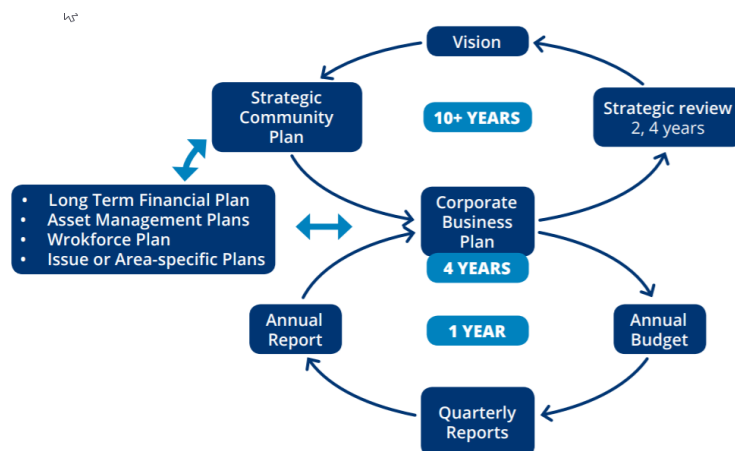 Vision
Strategic
Community
Plan
10+ YEARS
Strategic review
2, 4 years
• Long Term Financial Plan
• Asset Management Plans
• Wrokforce Plan
• Issue or Area-specific Plans
Corporate
Business
Plan
4 YEARS
Annual
Report
1 YEAR
Annual
Budget
Quarterly
Reports